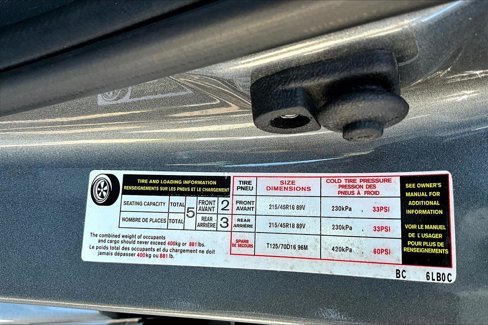 TIRE AND LOADING INFORMATION
RENSEIGNEMENTS SUR LES PNEUS ET LE CHARGEMENT
SEATING CAPACITY TOTAL 5 FRONT AVANT 2
NOMBRE DE PLACES TOTAL REAR ARRIÈRE 3
The combined weight of occupants
and cargo should never exceed 400kg or 881 lbs.
Le poids total des occupants et du chargement ne doit
jamais dépasser 400kg ou 881 lb.
TIRE PNEU SIZE DIMENSIONS COLD TIRE PRESSURE PRESSION DES PNEUS À FROID
FRONT AVANT 215/45R18 89V 230kPa , 33PSI
REAR ARRIÈRE 215/45R18 89V 230kPa , 33PSI
SPARE DE SECOURS T125/70D16 96M 420kPa , 60PSI
SEE OWNER'S
MANUAL FOR
ADDITIONAL
INFORMATION
VOIR LE MANUEL
DE L'USAGER
POUR PLUS DE
RENSEIGNEMENTS
BC 6LB0C